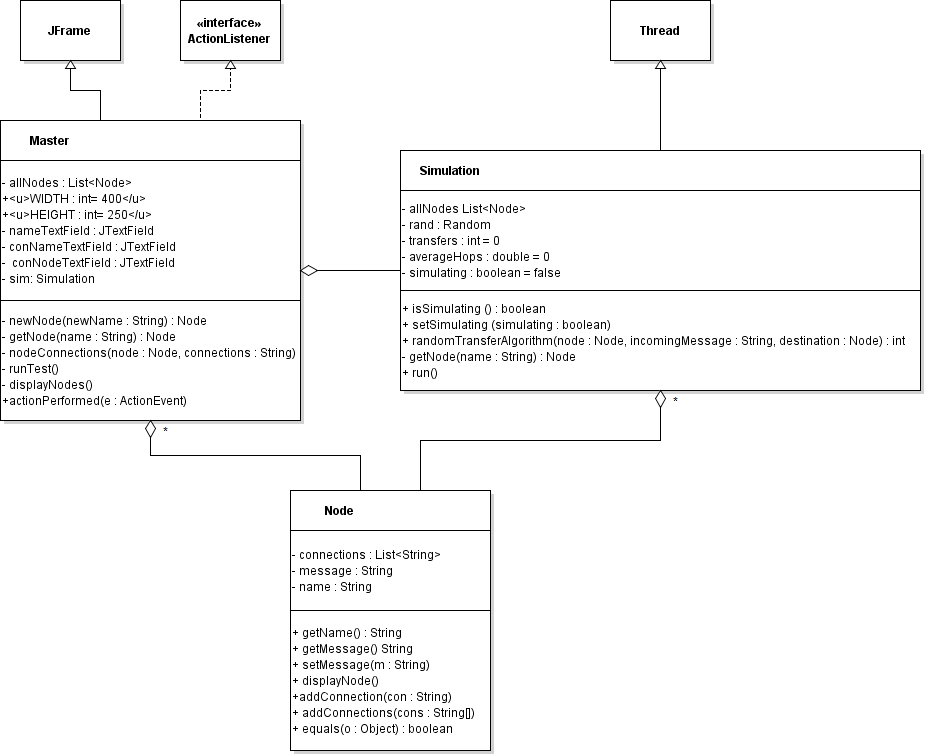 JFrame
«interface»
ActionListener
Thread
Master
- allNodes : List<Node>
+<u>WIDTH : int= 400</u>
+<u>HEIGHT : int= 250</u>
- nameTextField : JTextField
- conNameTextField : JTextField
- conNodeTextField : JTextField
- sim: Simulation
- newNode(newName : String) : Node
- getNode(name : String) : Node
- nodeConnections(node : Node, connections : String)
- runTest()
- displayNodes()
+actionPerformed(e : ActionEvent)
*
Simulation
- allNodes List<Node>
- rand : Random
- transfers : int = 0
- averageHops : double = 0
- simulating : boolean = false
+ isSimulating () : boolean
+ setSimulating (simulating : boolean)
+ randomTransferAlgorithm(node : Node, incomingMessage : String, destination : Node) : int
- getNode(name : String) : Node
+ run()
*
Node
- connections : List<String>
- message : String
- name : String
+ getName() : String
+ getMessage() String
+ setMessage(m : String)
+ displayNode()
+addConnection(con : String)
+ addConnections(cons : String[])
+ equals(o : Object) : boolean